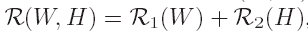 ℛ(W, H) = ℛ₁(W) + ℛ₂(H).